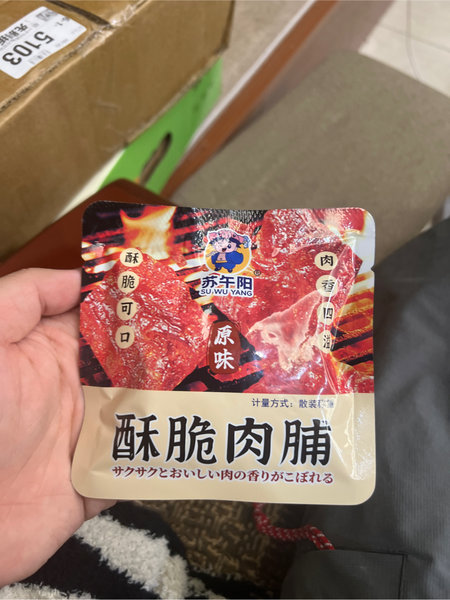 5103
酥脆可口
苏午阳
SU WU YANG
®
肉香四溢
原味
计量方式：散装称重
酥脆肉脯
サクサクとおいしい肉の香りがこぼれる